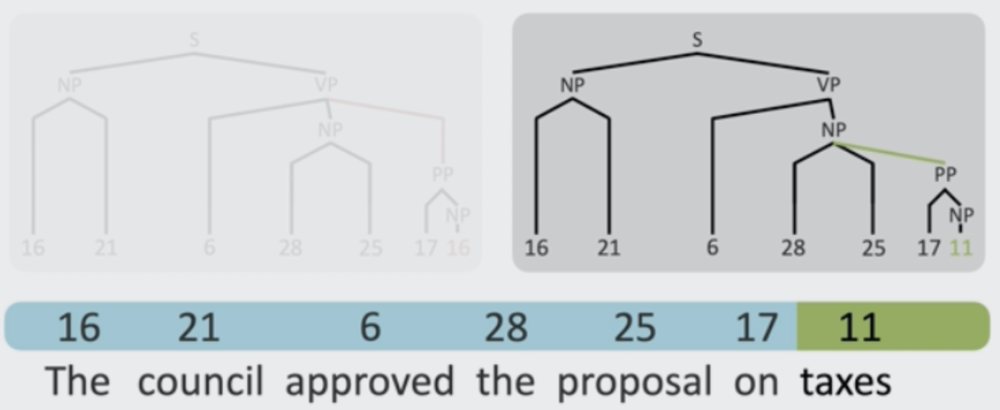 S S
NP VP NP VP
NP NP
PP PP
NP NP
16 21 6 28 25 17 16 16 21 6 28 25 17 11
16 21 6 28 25 17 11
The council approved the proposal on taxes